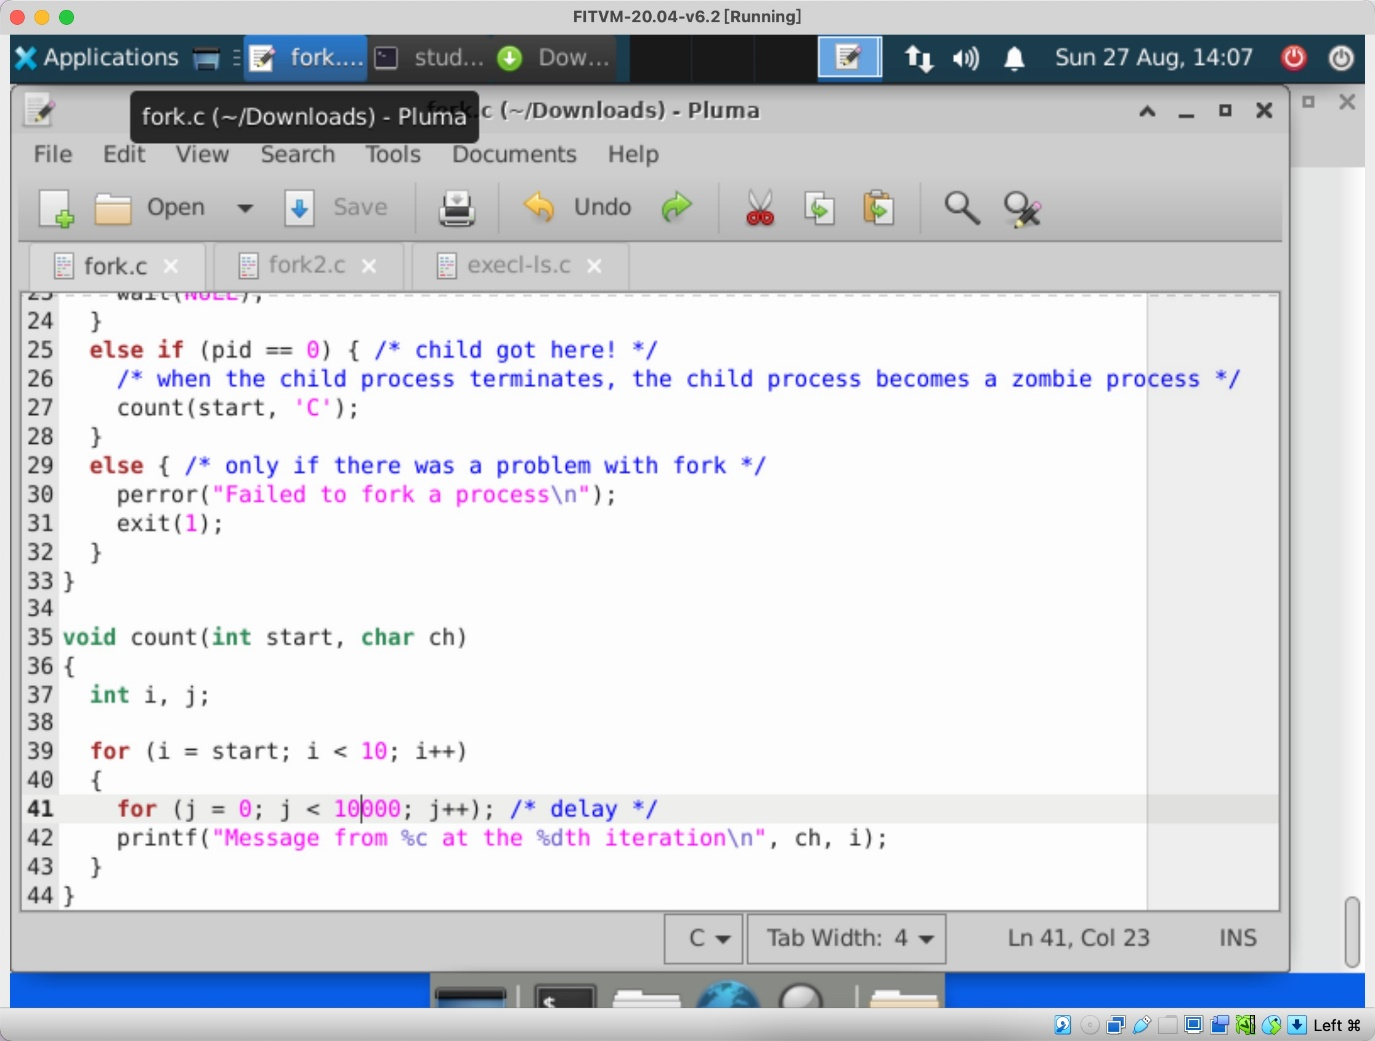 FITVM-20.04-v6.2 [Running]
Applications fork.... stud... Dow... Sun 27 Aug, 14:07
fork.c (~/Downloads) - Pluma
.c (~/Downloads) - Pluma
File Edit View Search Tools Documents Help
Open Save Undo
fork.c fork2.c execl-ls.c
23 wait(NULL);
24 }
25 else if (pid == 0) { /* child got here! */
26 /* when the child process terminates, the child process becomes a zombie process */
27 count(start, 'C');
28 }
29 else { /* only if there was a problem with fork */
30 perror("Failed to fork a process\n");
31 exit(1);
32 }
33 }
34
35 void count(int start, char ch)
36 {
37 int i, j;
38
39 for (i = start; i < 10; i++)
40 {
41 for (j = 0; j < 10000; j++); /* delay */
42 printf("Message from %c at the %dth iteration\n", ch, i);
43 }
44 }
C Tab Width: 4 Ln 41, Col 23 INS
$
Left ⌘